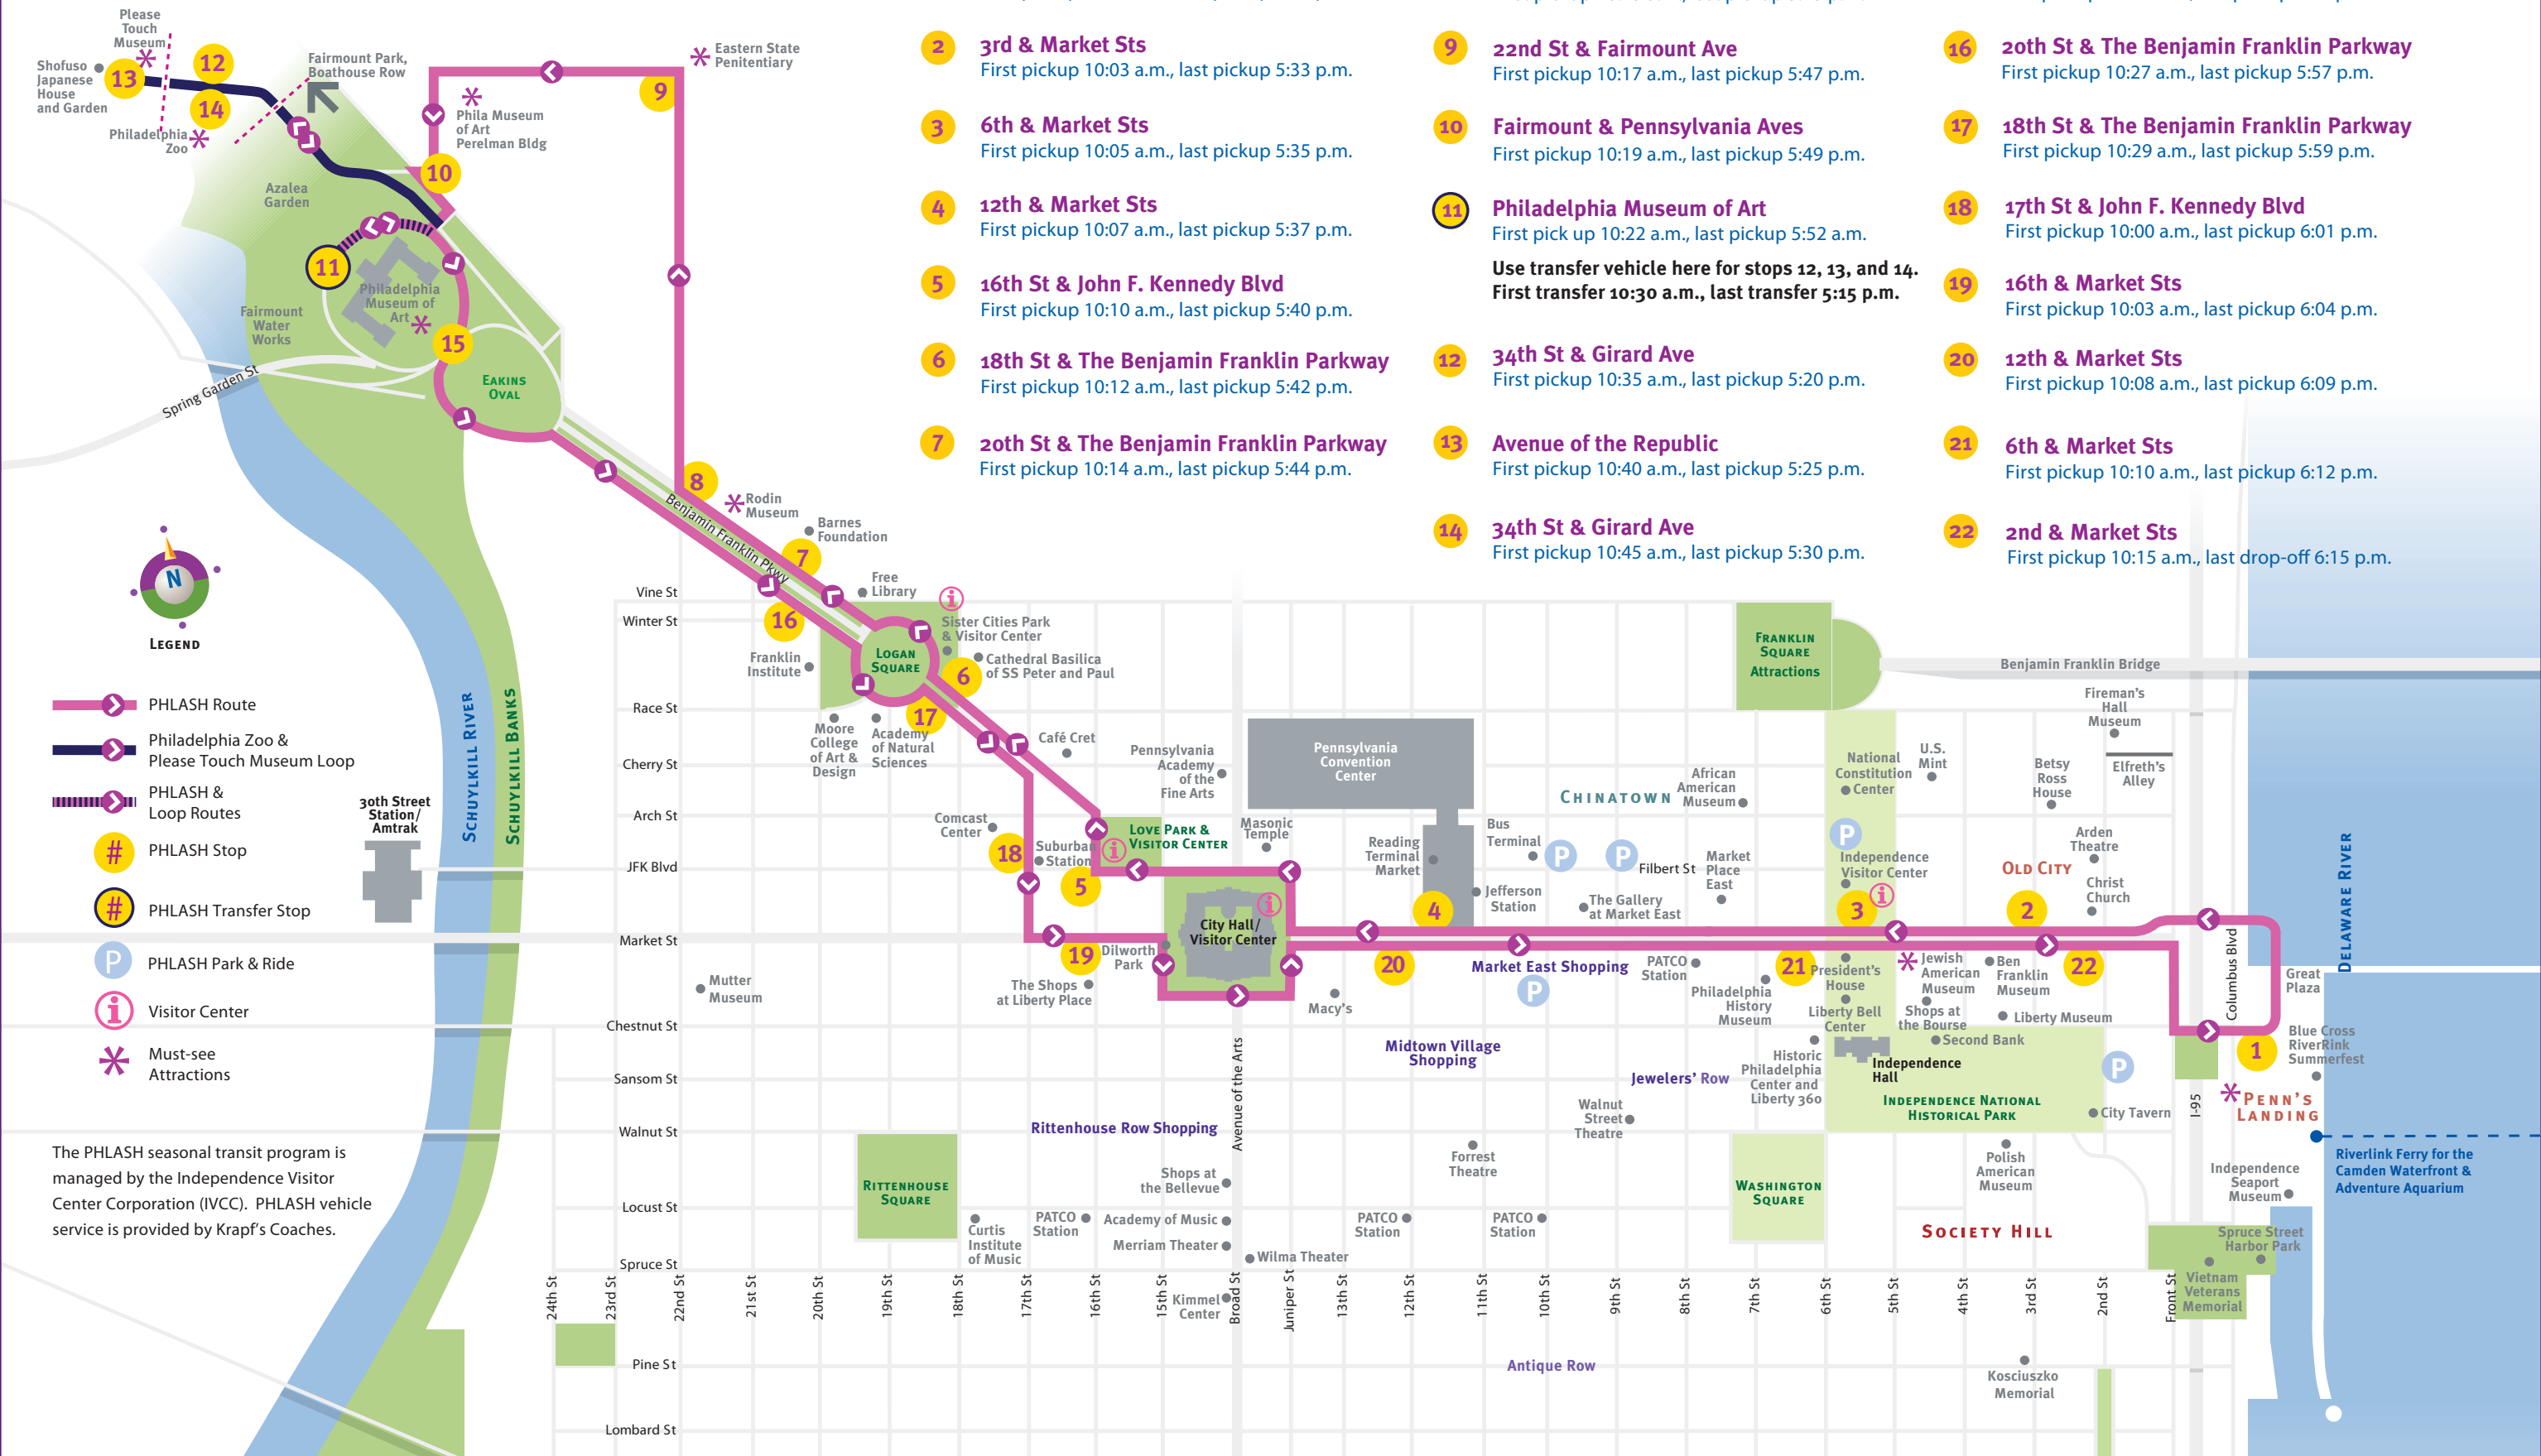 2
3rd & Market Sts
First pickup 10:03 a.m., last pickup 5:33 p.m.
3
6th & Market Sts
First pickup 10:05 a.m., last pickup 5:35 p.m.
4
12th & Market Sts
First pickup 10:07 a.m., last pickup 5:37 p.m.
5
16th St & John F. Kennedy Blvd
First pickup 10:10 a.m., last pickup 5:40 p.m.
6
18th St & The Benjamin Franklin Parkway
First pickup 10:12 a.m., last pickup 5:42 p.m.
7
20th St & The Benjamin Franklin Parkway
First pickup 10:14 a.m., last pickup 5:44 p.m.
9
22nd St & Fairmount Ave
First pickup 10:17 a.m., last pickup 5:47 p.m.
10
Fairmount & Pennsylvania Aves
First pickup 10:19 a.m., last pickup 5:49 p.m.
11
Philadelphia Museum of Art
First pick up 10:22 a.m., last pickup 5:52 a.m.
Use transfer vehicle here for stops 12, 13, and 14.
First transfer 10:30 a.m., last transfer 5:15 p.m.
12
34th St & Girard Ave
First pickup 10:35 a.m., last pickup 5:20 p.m.
13
Avenue of the Republic
First pickup 10:40 a.m., last pickup 5:25 p.m.
14
34th St & Girard Ave
First pickup 10:45 a.m., last pickup 5:30 p.m.
16
20th St & The Benjamin Franklin Parkway
First pickup 10:27 a.m., last pickup 5:57 p.m.
17
18th St & The Benjamin Franklin Parkway
First pickup 10:29 a.m., last pickup 5:59 p.m.
18
17th St & John F. Kennedy Blvd
First pickup 10:00 a.m., last pickup 6:01 p.m.
19
16th & Market Sts
First pickup 10:03 a.m., last pickup 6:04 p.m.
20
12th & Market Sts
First pickup 10:08 a.m., last pickup 6:09 p.m.
21
6th & Market Sts
First pickup 10:10 a.m., last pickup 6:12 p.m.
22
2nd & Market Sts
First pickup 10:15 a.m., last drop-off 6:15 p.m.
Please
Touch
Museum
Shofuso
Japanese
House
and Garden
13
12
14
Philadelphia
Zoo
Fairmount Park,
Boathouse Row
Eastern State
Penitentiary
9
Phila Museum
of Art
Perelman Bldg
10
Azalea
Garden
11
Philadelphia
Museum of
Art
Fairmount
Water
Works
15
Eakins
Oval
Spring Garden St
8
Rodin
Museum
Benjamin Franklin Pkwy
Barnes
Foundation
7
Free
Library
16
Franklin
Institute
Logan
Square
Sister Cities Park
& Visitor Center
Cathedral Basilica
of SS Peter and Paul
6
17
Moore
College
of Art &
Design
Academy
of Natural
Sciences
Café Cret
Pennsylvania
Academy
of the
Fine Arts
Pennsylvania
Convention
Center
Franklin
Square
Attractions
Benjamin Franklin Bridge
Fireman's
Hall
Museum
National
Constitution
Center
U.S.
Mint
Betsy
Ross
House
Elfreth's
Alley
Chinatown
African
American
Museum
Comcast
Center
18
Suburban
Station
Love Park &
Visitor Center
Masonic
Temple
5
Reading
Terminal
Market
Bus
Terminal
P
P
Filbert St
Market
Place
East
P
Independence
Visitor Center
Old City
Arden
Theatre
Christ
Church
Jefferson
Station
The Gallery
at Market East
4
3
2
City Hall/
Visitor Center
Dilworth
Park
19
The Shops
at Liberty Place
Mutter
Museum
20
Market East Shopping
P
Macy's
PATCO
Station
Philadelphia
History
Museum
21
President's
House
Liberty Bell
Center
Jewish
American
Museum
Shops at
the Bourse
Ben
Franklin
Museum
Liberty Museum
22
Second Bank
Columbus Blvd
Great
Plaza
Delaware River
Blue Cross
RiverRink
Summerfest
1
Penn's
Landing
Midtown Village
Shopping
Jewelers' Row
Historic
Philadelphia
Center and
Liberty 360
Independence
Hall
Independence National
Historical Park
P
City Tavern
I-95
Walnut
Street
Theatre
Rittenhouse Row Shopping
Avenue of the Arts
Forrest
Theatre
Polish
American
Museum
Riverlink Ferry for the
Camden Waterfront &
Adventure Aquarium
Independence
Seaport
Museum
Rittenhouse
Square
Shops at
the Bellevue
Curtis
Institute
of Music
PATCO
Station
Academy of Music
Merriam Theater
Wilma Theater
Kimmel
Center
PATCO
Station
PATCO
Station
Washington
Square
Society Hill
Spruce Street
Harbor Park
Vietnam
Veterans
Memorial
Antique Row
Kosciuszko
Memorial
Vine St
Winter St
Race St
Cherry St
Arch St
JFK Blvd
Market St
Chestnut St
Sansom St
Walnut St
Locust St
Spruce St
Pine St
Lombard St
24th St
23rd St
22nd St
21st St
20th St
19th St
18th St
17th St
16th St
15th St
Broad St
Juniper St
13th St
12th St
11th St
10th St
9th St
8th St
7th St
6th St
5th St
4th St
3rd St
2nd St
Front St
N
Legend
PHLASH Route
Philadelphia Zoo &
Please Touch Museum Loop
PHLASH &
Loop Routes
# PHLASH Stop
# PHLASH Transfer Stop
P PHLASH Park & Ride
i Visitor Center
Must-see
Attractions
30th Street
Station/
Amtrak
Schuylkill River
Schuylkill Banks
The PHLASH seasonal transit program is
managed by the Independence Visitor
Center Corporation (IVCC). PHLASH vehicle
service is provided by Krapf's Coaches.